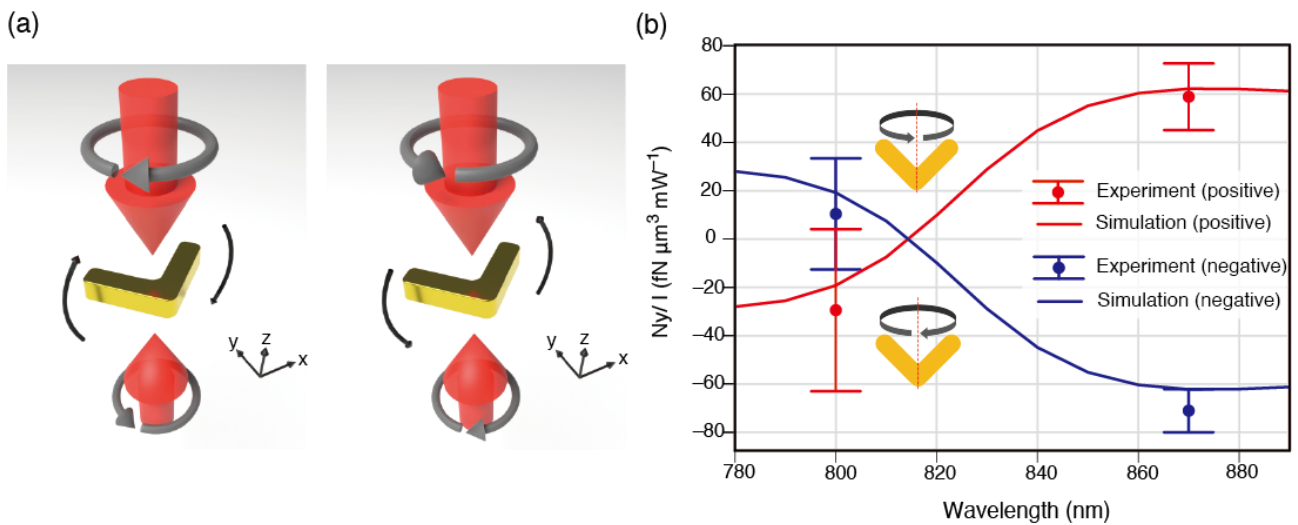 (a)
y
z
x
y
z
x
(b)
Ny/ I (fN μm³ mW⁻¹)
80
60
40
20
0
−20
−40
−60
−80
780
800
820
840
860
880
Wavelength (nm)
Experiment (positive)
Simulation (positive)
Experiment (negative)
Simulation (negative)